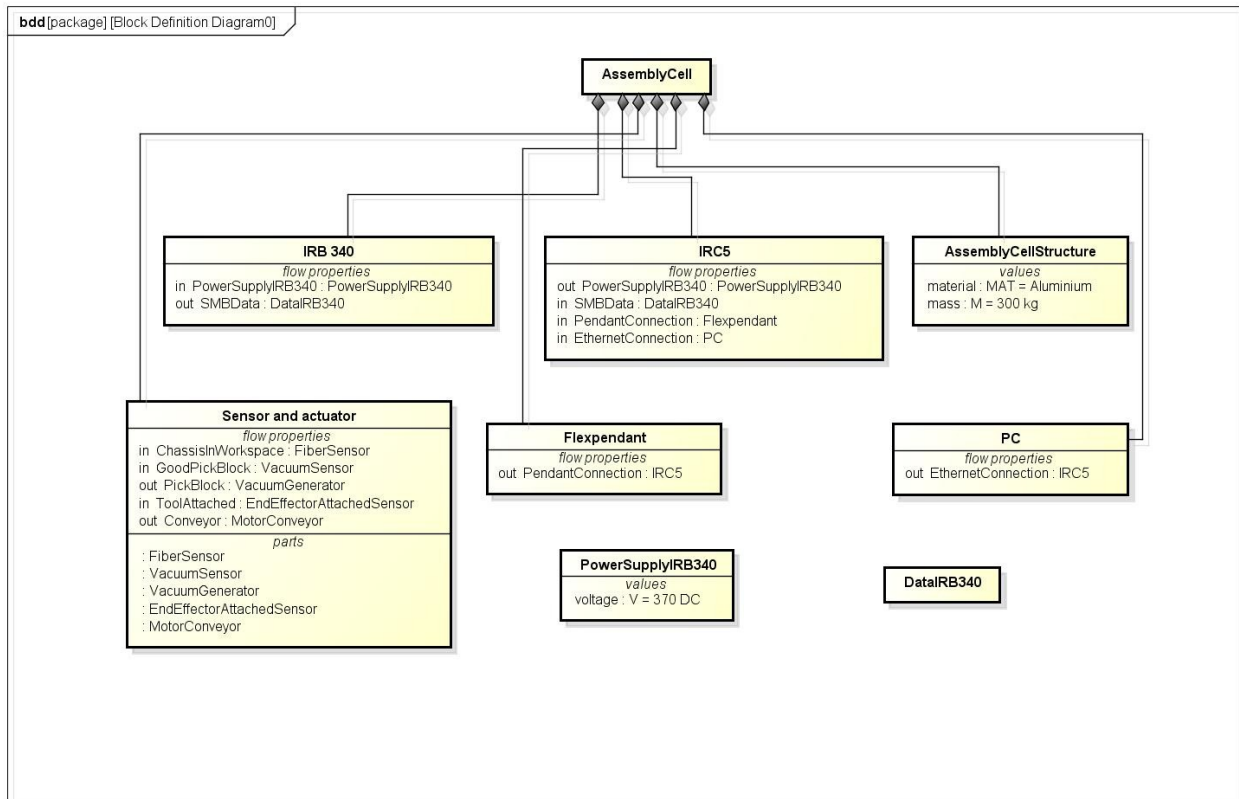 bdd [package] [Block Definition Diagram0]
AssemblyCell
IRB 340
flow properties
in PowerSupplyIRB340 : PowerSupplyIRB340
out SMBData : DataIRB340
IRC5
flow properties
out PowerSupplyIRB340 : PowerSupplyIRB340
in SMBData : DataIRB340
in PendantConnection : Flexpendant
in EthernetConnection : PC
AssemblyCellStructure
values
material : MAT = Aluminium
mass : M = 300 kg
Sensor and actuator
flow properties
in ChassisInWorkspace : FiberSensor
in GoodPickBlock : VacuumSensor
out PickBlock : VacuumGenerator
in ToolAttached : EndEffectorAttachedSensor
out Conveyor : MotorConveyor
parts
: FiberSensor
: VacuumSensor
: VacuumGenerator
: EndEffectorAttachedSensor
: MotorConveyor
Flexpendant
flow properties
out PendantConnection : IRC5
PC
flow properties
out EthernetConnection : IRC5
PowerSupplyIRB340
values
voltage : V = 370 DC
DataIRB340